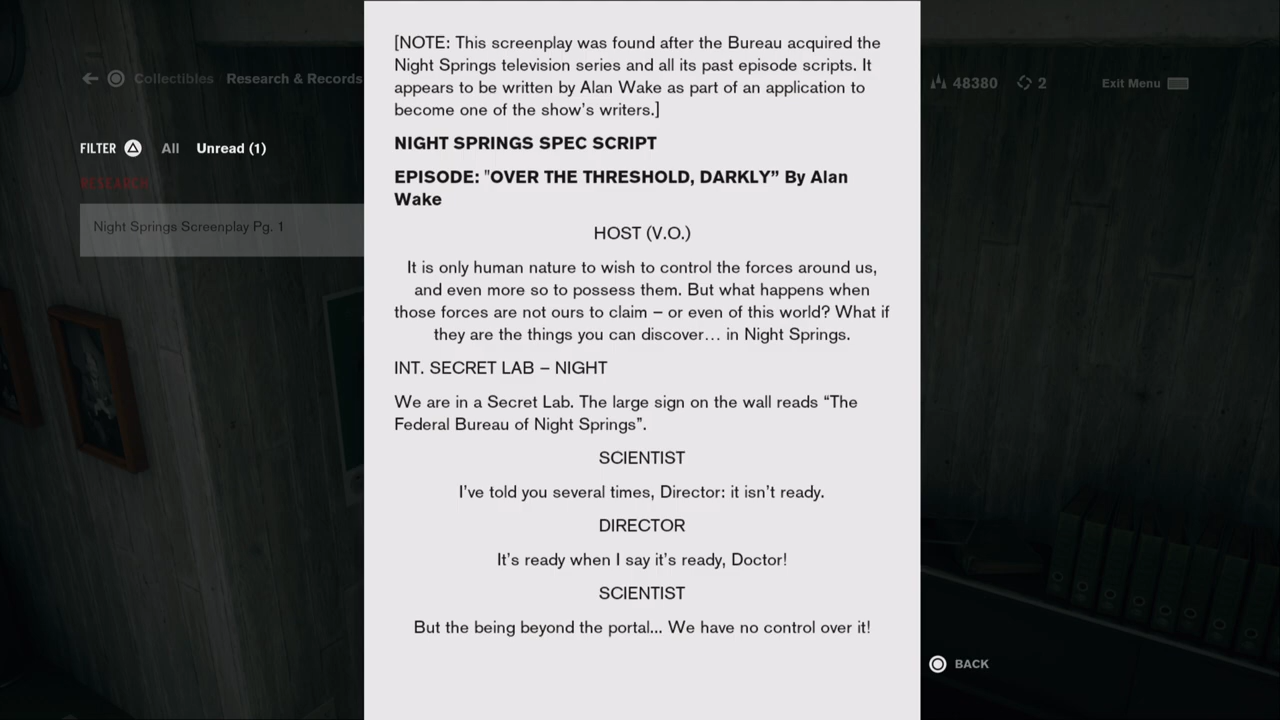 [NOTE: This screenplay was found after the Bureau acquired the
Night Springs television series and all its past episode scripts. It
appears to be written by Alan Wake as part of an application to
become one of the show's writers.]
Collectibles Research & Records
48380 2 Exit Menu
FILTER All Unread (1)
RESEARCH
Night Springs Screenplay Pg. 1
NIGHT SPRINGS SPEC SCRIPT
EPISODE: "OVER THE THRESHOLD, DARKLY” By Alan
Wake
HOST (V.O.)
It is only human nature to wish to control the forces around us,
and even more so to possess them. But what happens when
those forces are not ours to claim – or even of this world? What if
they are the things you can discover… in Night Springs.
INT. SECRET LAB – NIGHT
We are in a Secret Lab. The large sign on the wall reads “The
Federal Bureau of Night Springs”.
SCIENTIST
I've told you several times, Director: it isn't ready.
DIRECTOR
It's ready when I say it's ready, Doctor!
SCIENTIST
But the being beyond the portal... We have no control over it!
BACK